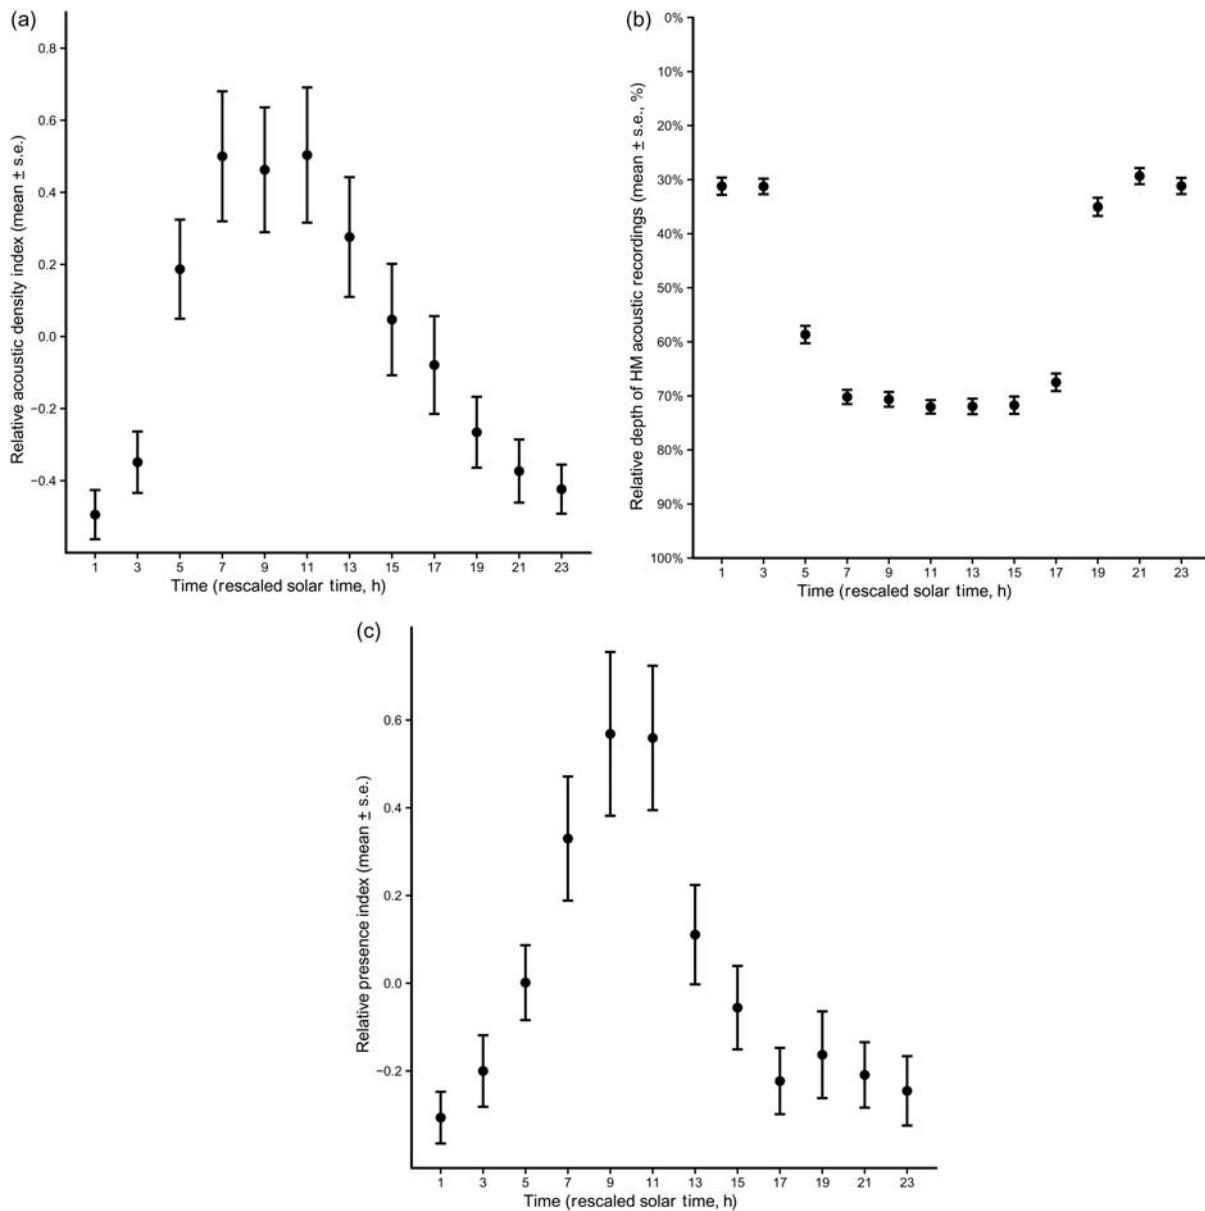 (a)
Relative acoustic density index (mean ± s.e.)
0.8
0.6
0.4
0.2
0.0
−0.2
−0.4
1 3 5 7 9 11 13 15 17 19 21 23
Time (rescaled solar time, h)
(b)
Relative depth of HM acoustic recordings (mean ± s.e., %)
0%
10%
20%
30%
40%
50%
60%
70%
80%
90%
100%
1 3 5 7 9 11 13 15 17 19 21 23
Time (rescaled solar time, h)
(c)
Relative presence index (mean ± s.e.)
0.6
0.4
0.2
0.0
−0.2
1 3 5 7 9 11 13 15 17 19 21 23
Time (rescaled solar time, h)